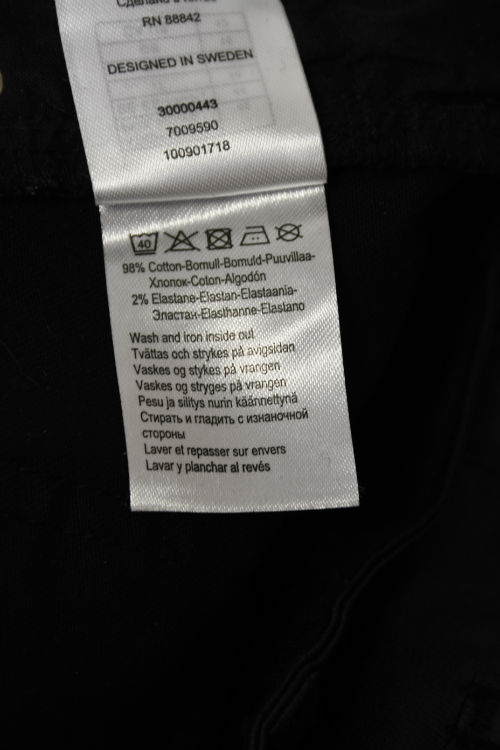 Сделано в Китае
RN 88842
DESIGNED IN SWEDEN
30000443
7009590
100901718
40
98% Cotton-Bomull-Bomuld-Puuvillaa-
Хлопок-Coton-Algodón
2% Elastane-Elastan-Elastaania-
Эластан-Elasthanne-Elastano
Wash and iron inside out
Tvättas och strykes på avigsidan
Vaskes og stykes på vrangen
Vaskes og stryges på vrangen
Pesu ja silitys nurin käännettynä
Стирать и гладить с изнаночной
стороны
Laver et repasser sur envers
Lavar y planchar al revés